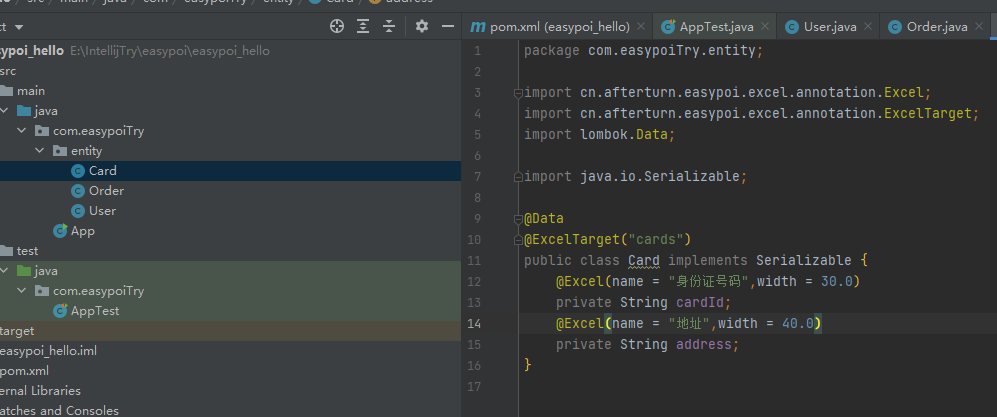 main java com easypoiTry entity Card address
pom.xml (easypoi_hello) AppTest.java User.java Order.java
ypoi_hello E:\IntellijTry\easypoi\easypoi_hello
src
main
java
com.easypoiTry
entity
Card
Order
User
App
test
java
com.easypoiTry
AppTest
target
easypoi_hello.iml
pom.xml
ernal Libraries
atches and Consoles
1 package com.easypoiTry.entity;
2
3 import cn.afterturn.easypoi.excel.annotation.Excel;
4 import cn.afterturn.easypoi.excel.annotation.ExcelTarget;
5 import lombok.Data;
6
7 import java.io.Serializable;
8
9 @Data
10 @ExcelTarget("cards")
11 public class Card implements Serializable {
12 @Excel(name = "身份证号码",width = 30.0)
13 private String cardId;
14 @Excel(name = "地址",width = 40.0)
15 private String address;
16 }
17